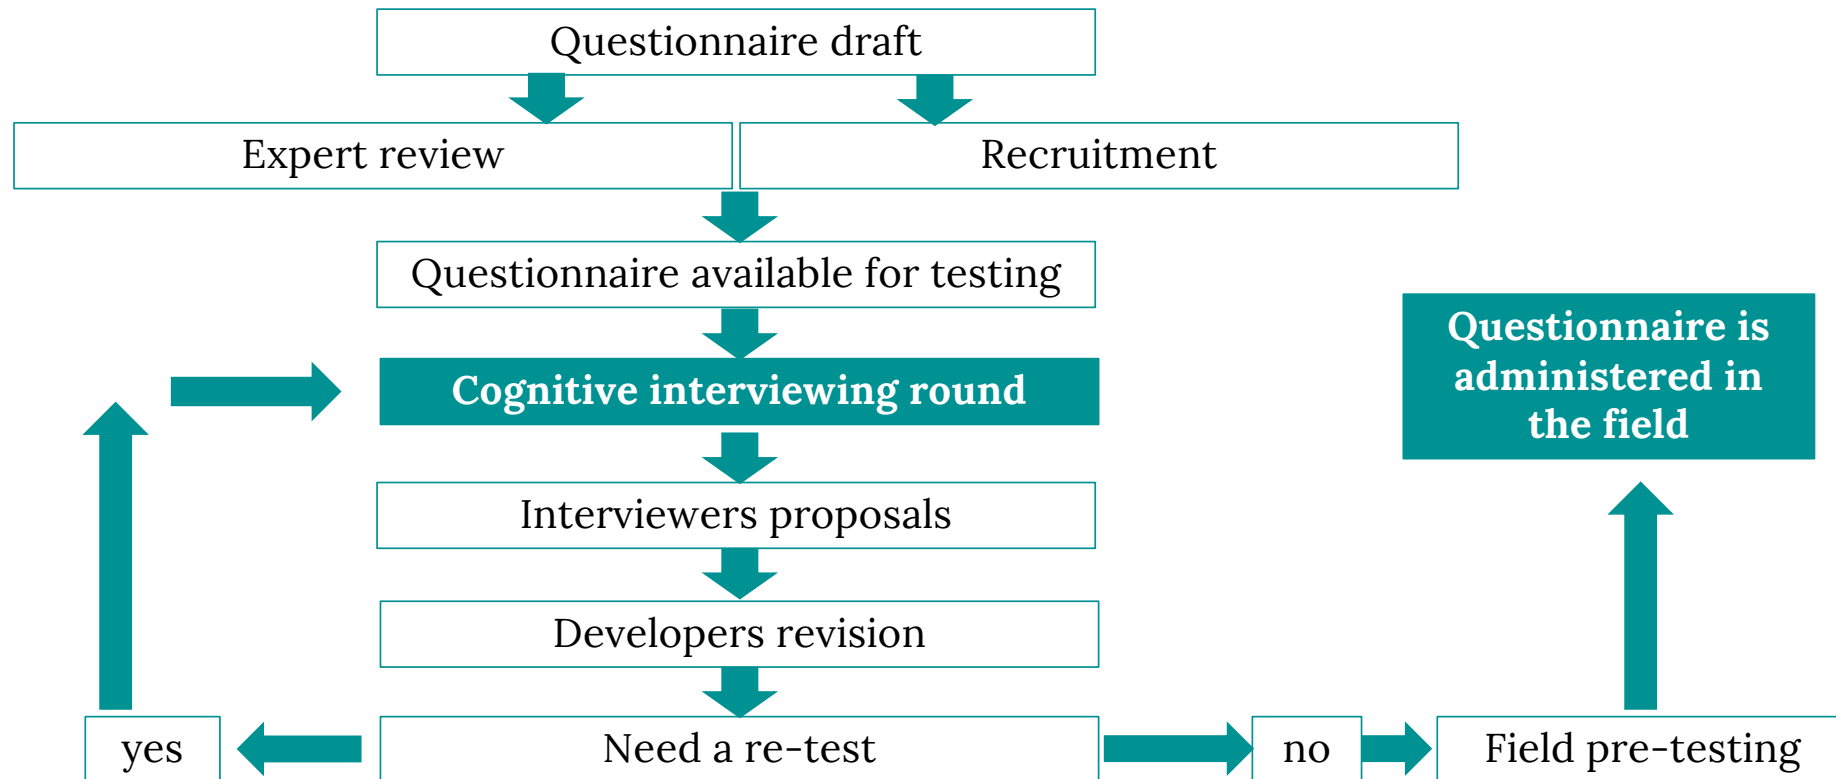 Questionnaire draft
Expert review
Recruitment
Questionnaire available for testing
Cognitive interviewing round
Questionnaire is
administered in
the field
Interviewers proposals
Developers revision
yes
Need a re-test
no
Field pre-testing